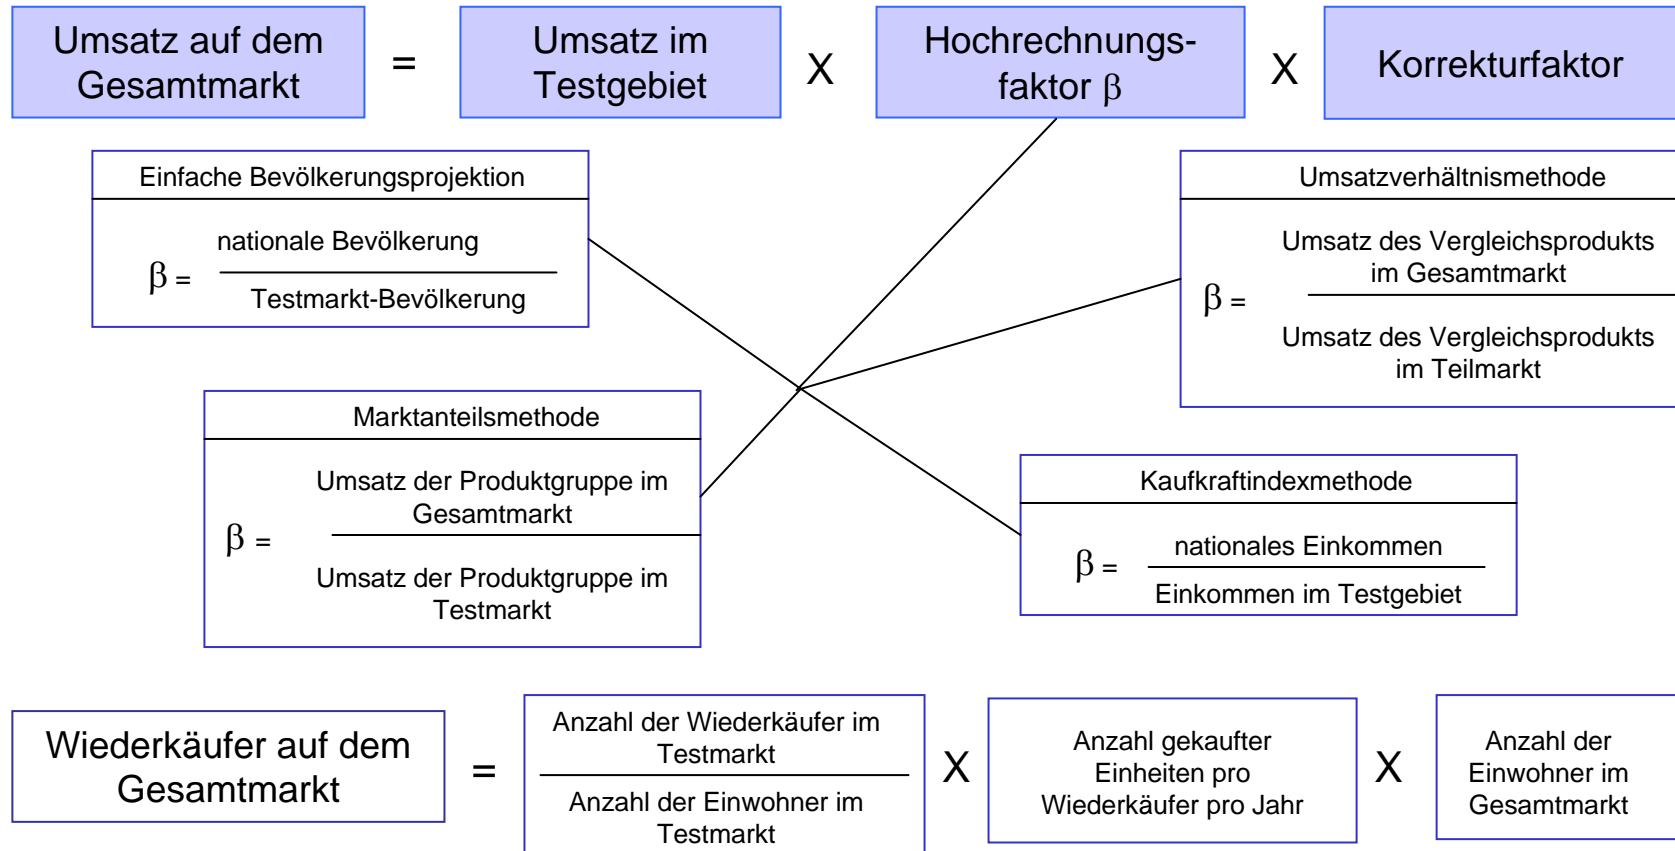 Umsatz auf dem
Gesamtmarkt
=
Umsatz im
Testgebiet
X
Hochrechnungs-
faktor β
X
Korrekturfaktor
Einfache Bevölkerungsprojektion
nationale Bevölkerung
β =
Testmarkt-Bevölkerung
Umsatzverhältnismethode
Umsatz des Vergleichsprodukts
im Gesamtmarkt
β =
Umsatz des Vergleichsprodukts
im Teilmarkt
Marktanteilsmethode
Umsatz der Produktgruppe im
Gesamtmarkt
β =
Umsatz der Produktgruppe im
Testmarkt
Kaufkraftindexmethode
nationales Einkommen
β =
Einkommen im Testgebiet
Wiederkäufer auf dem
Gesamtmarkt
=
Anzahl der Wiederkäufer im
Testmarkt
Anzahl der Einwohner im
Testmarkt
X
Anzahl gekaufter
Einheiten pro
Wiederkäufer pro Jahr
X
Anzahl der
Einwohner im
Gesamtmarkt